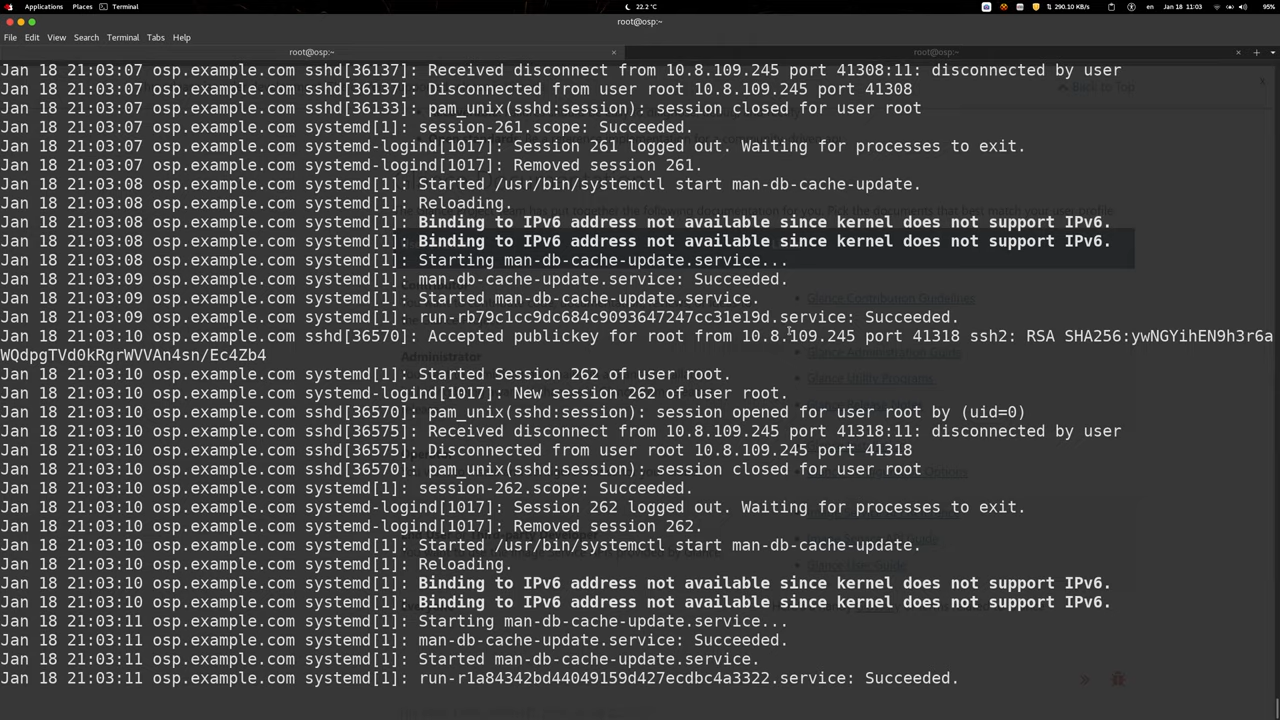 Applications Places Terminal 22.2 °C 290.10 KB/s en Jan 18 11:03 95%
root@osp:~
File Edit View Search Terminal Tabs Help
root@osp:~ × root@osp:~ ×
Jan 18 21:03:07 osp.example.com sshd[36137]: Received disconnect from 10.8.109.245 port 41308:11: disconnected by user
Jan 18 21:03:07 osp.example.com sshd[36137]: Disconnected from user root 10.8.109.245 port 41308
Jan 18 21:03:07 osp.example.com sshd[36133]: pam_unix(sshd:session): session closed for user root
Jan 18 21:03:07 osp.example.com systemd[1]: session-261.scope: Succeeded.
Jan 18 21:03:07 osp.example.com systemd-logind[1017]: Session 261 logged out. Waiting for processes to exit.
Jan 18 21:03:07 osp.example.com systemd-logind[1017]: Removed session 261.
Jan 18 21:03:08 osp.example.com systemd[1]: Started /usr/bin/systemctl start man-db-cache-update.
Jan 18 21:03:08 osp.example.com systemd[1]: Reloading.
Jan 18 21:03:08 osp.example.com systemd[1]: Binding to IPv6 address not available since kernel does not support IPv6.
Jan 18 21:03:08 osp.example.com systemd[1]: Binding to IPv6 address not available since kernel does not support IPv6.
Jan 18 21:03:08 osp.example.com systemd[1]: Starting man-db-cache-update.service...
Jan 18 21:03:09 osp.example.com systemd[1]: man-db-cache-update.service: Succeeded.
Jan 18 21:03:09 osp.example.com systemd[1]: Started man-db-cache-update.service.
Jan 18 21:03:09 osp.example.com systemd[1]: run-rb79c1cc9dc684c9093647247cc31e19d.service: Succeeded.
Jan 18 21:03:10 osp.example.com sshd[36570]: Accepted publickey for root from 10.8.109.245 port 41318 ssh2: RSA SHA256:ywNGYihEN9h3r6a
WQdpgTVd0kRgrWVVAn4sn/Ec4Zb4
Jan 18 21:03:10 osp.example.com systemd[1]: Started Session 262 of user root.
Jan 18 21:03:10 osp.example.com systemd-logind[1017]: New session 262 of user root.
Jan 18 21:03:10 osp.example.com sshd[36570]: pam_unix(sshd:session): session opened for user root by (uid=0)
Jan 18 21:03:10 osp.example.com sshd[36575]: Received disconnect from 10.8.109.245 port 41318:11: disconnected by user
Jan 18 21:03:10 osp.example.com sshd[36575]: Disconnected from user root 10.8.109.245 port 41318
Jan 18 21:03:10 osp.example.com sshd[36570]: pam_unix(sshd:session): session closed for user root
Jan 18 21:03:10 osp.example.com systemd[1]: session-262.scope: Succeeded.
Jan 18 21:03:10 osp.example.com systemd-logind[1017]: Session 262 logged out. Waiting for processes to exit.
Jan 18 21:03:10 osp.example.com systemd-logind[1017]: Removed session 262.
Jan 18 21:03:10 osp.example.com systemd[1]: Started /usr/bin/systemctl start man-db-cache-update.
Jan 18 21:03:10 osp.example.com systemd[1]: Reloading.
Jan 18 21:03:10 osp.example.com systemd[1]: Binding to IPv6 address not available since kernel does not support IPv6.
Jan 18 21:03:10 osp.example.com systemd[1]: Binding to IPv6 address not available since kernel does not support IPv6.
Jan 18 21:03:11 osp.example.com systemd[1]: Starting man-db-cache-update.service...
Jan 18 21:03:11 osp.example.com systemd[1]: man-db-cache-update.service: Succeeded.
Jan 18 21:03:11 osp.example.com systemd[1]: Started man-db-cache-update.service.
Jan 18 21:03:11 osp.example.com systemd[1]: run-r1a84342bd44049159d427ecdbc4a3322.service: Succeeded.
Back to Top
Glance Contribution Guidelines
Administrator
Glance Administration Guide
Glance Utility Programs
Glance User Guide